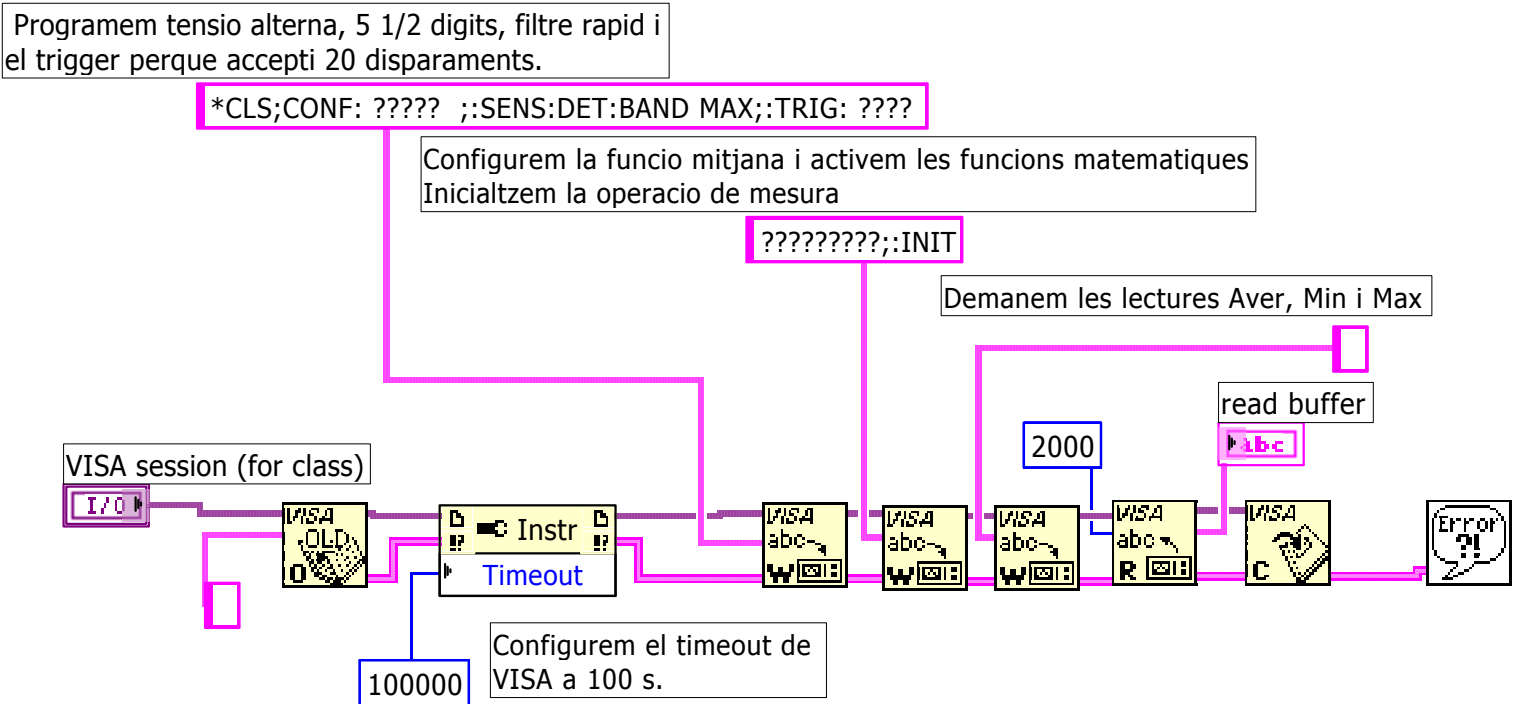 Programem tensio alterna, 5 1/2 digits, filtre rapid i
el trigger perque accepti 20 disparaments.
*CLS;CONF: ????? ;:SENS:DET:BAND MAX;:TRIG: ????
Configurem la funcio mitjana i activem les funcions matematiques
Inicialtzem la operacio de mesura
?????????;:INIT
Demanem les lectures Aver, Min i Max
read buffer
abc
2000
VISA session (for class)
I/O
VISA
OLD
O
Instr
Timeout
VISA
abc
W
VISA
abc
W
VISA
abc
W
VISA
abc
R
VISA
C
Error
?!
Configurem el timeout de
VISA a 100 s.
100000